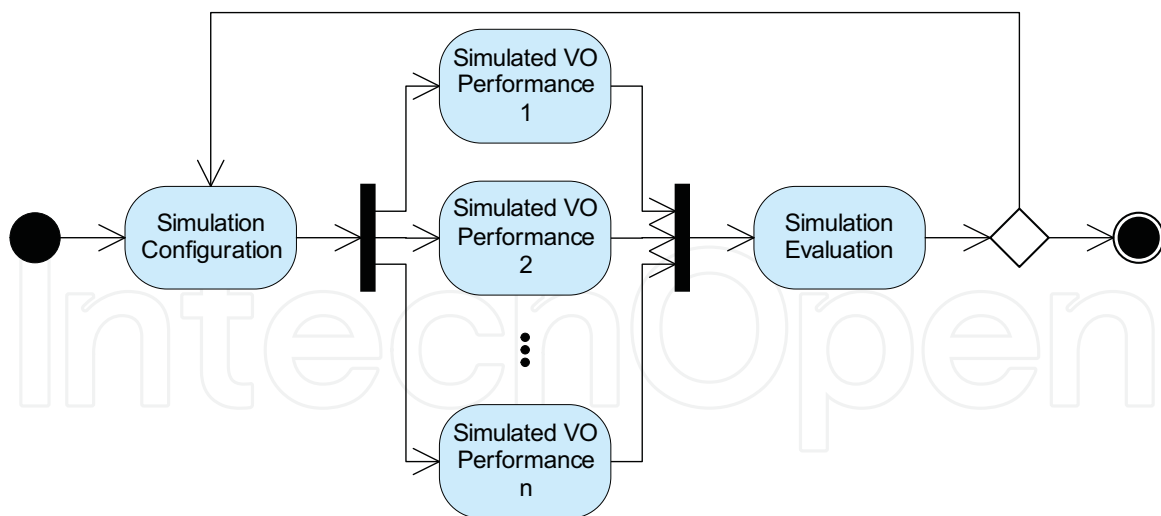 Simulated VO
Performance
1
Simulation
Configuration
Simulated VO
Performance
2
Simulation
Evaluation
Simulated VO
Performance
n
IntechOpen